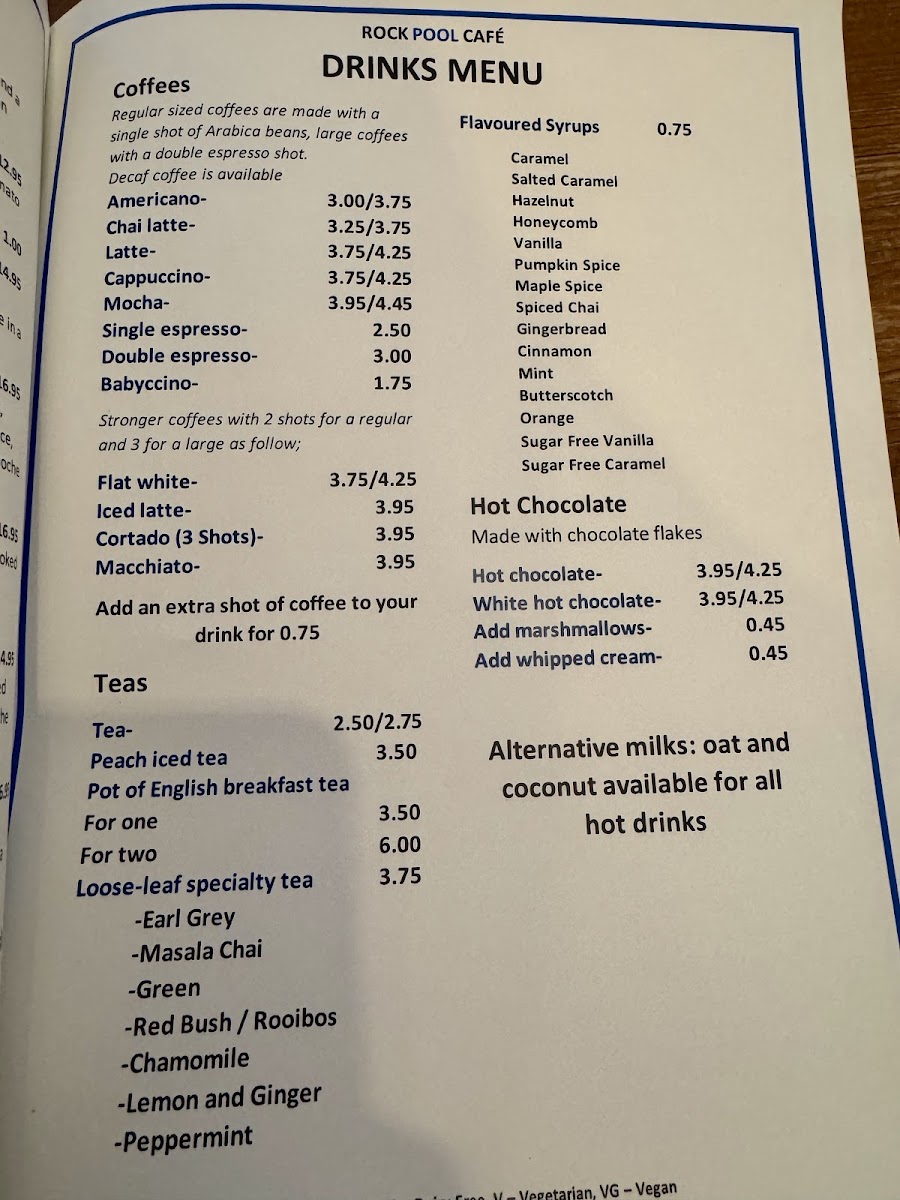 ROCK POOL CAFÉ
DRINKS MENU
Coffees
Regular sized coffees are made with a
single shot of Arabica beans, large coffees
with a double espresso shot.
Decaf coffee is available
Americano- 3.00/3.75
Chai latte- 3.25/3.75
Latte- 3.75/4.25
Cappuccino- 3.75/4.25
Mocha- 3.95/4.45
Single espresso- 2.50
Double espresso- 3.00
Babyccino- 1.75
Stronger coffees with 2 shots for a regular
and 3 for a large as follow;
Flat white- 3.75/4.25
Iced latte- 3.95
Cortado (3 Shots)- 3.95
Macchiato- 3.95
Add an extra shot of coffee to your
drink for 0.75
Teas
Tea- 2.50/2.75
Peach iced tea 3.50
Pot of English breakfast tea
For one 3.50
For two 6.00
Loose-leaf specialty tea 3.75
-Earl Grey
-Masala Chai
-Green
-Red Bush / Rooibos
-Chamomile
-Lemon and Ginger
-Peppermint
Flavoured Syrups 0.75
Caramel
Salted Caramel
Hazelnut
Honeycomb
Vanilla
Pumpkin Spice
Maple Spice
Spiced Chai
Gingerbread
Cinnamon
Mint
Butterscotch
Orange
Sugar Free Vanilla
Sugar Free Caramel
Hot Chocolate
Made with chocolate flakes
Hot chocolate- 3.95/4.25
White hot chocolate- 3.95/4.25
Add marshmallows- 0.45
Add whipped cream- 0.45
Alternative milks: oat and
coconut available for all
hot drinks
Free, V – Vegetarian, VG – Vegan